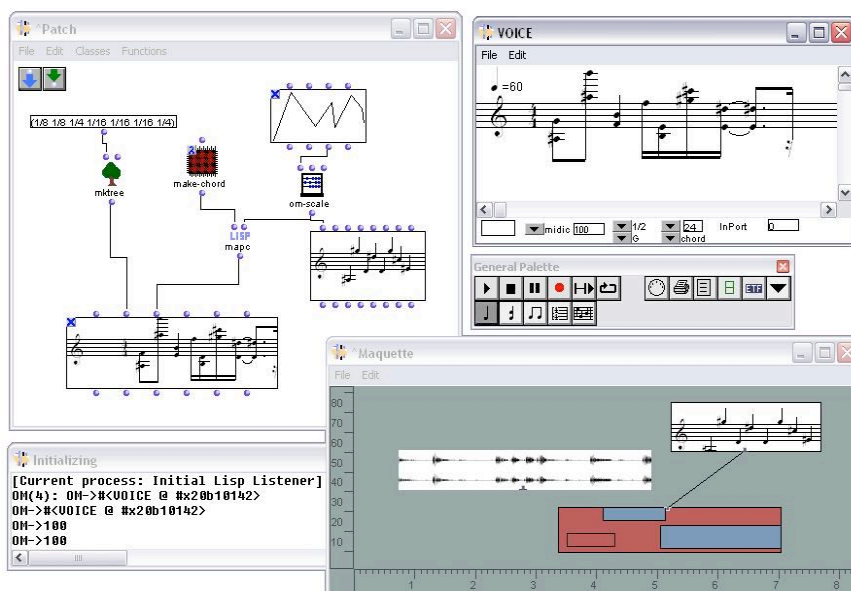 ^Patch
File Edit Classes Functions
(1/8 1/8 1/4 1/16 1/16 1/16 1/4)
mktree
make-chord
om-scale
LISP
mapc
VOICE
File Edit
=60
midic 100 1/2 24 InPort 0
G chord
General Palette
ETF
^Maquette
File Edit
80
70
60
50
40
30
20
10
1 2 3 4 5 6 7 8
Initializing
[Current process: Initial Lisp Listener]
OM(4): OM->#<VOICE @ #x20b10142>
OM->#<VOICE @ #x20b10142>
OM->100
OM->100